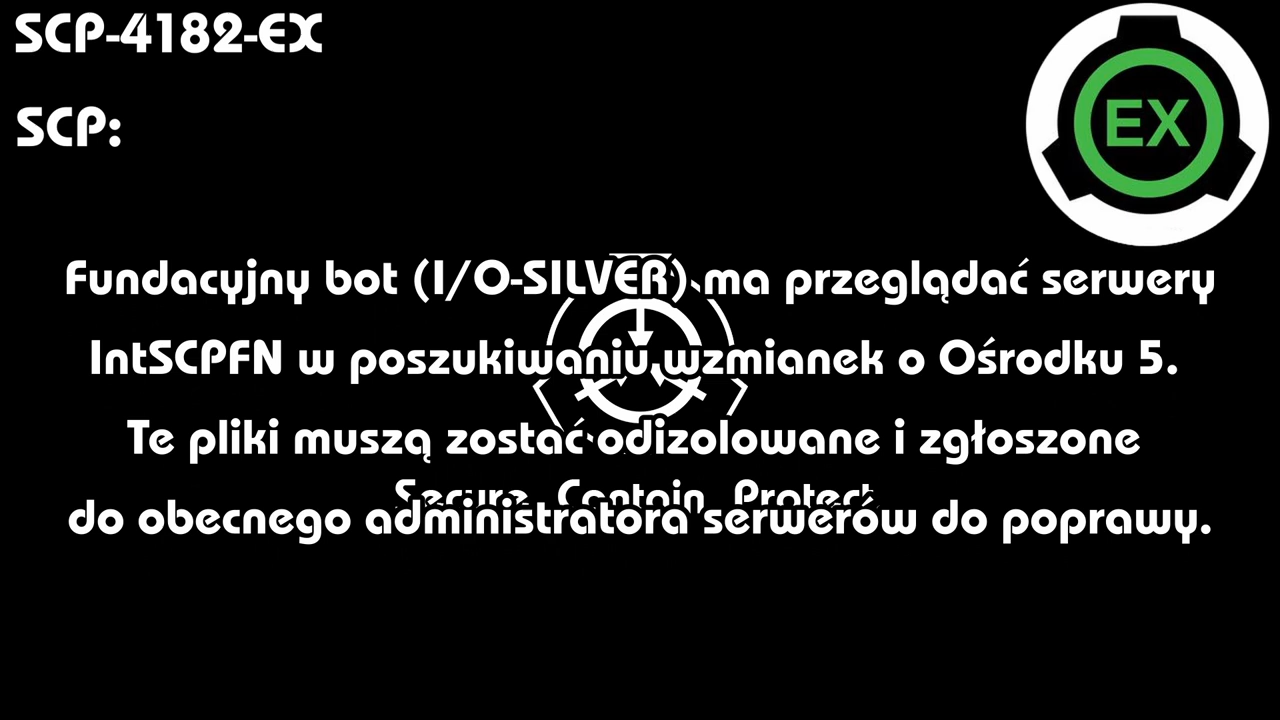 SCP-4182-EX
EX
SCP:
Fundacyjny bot (I/O-SILVER) ma przeglądać serwery
IntSCPFN w poszukiwaniu wzmianek o Ośrodku 5.
Te pliki muszą zostać odizolowane i zgłoszone
Secure. Contain. Protect.
do obecnego administratora serwerów do poprawy.